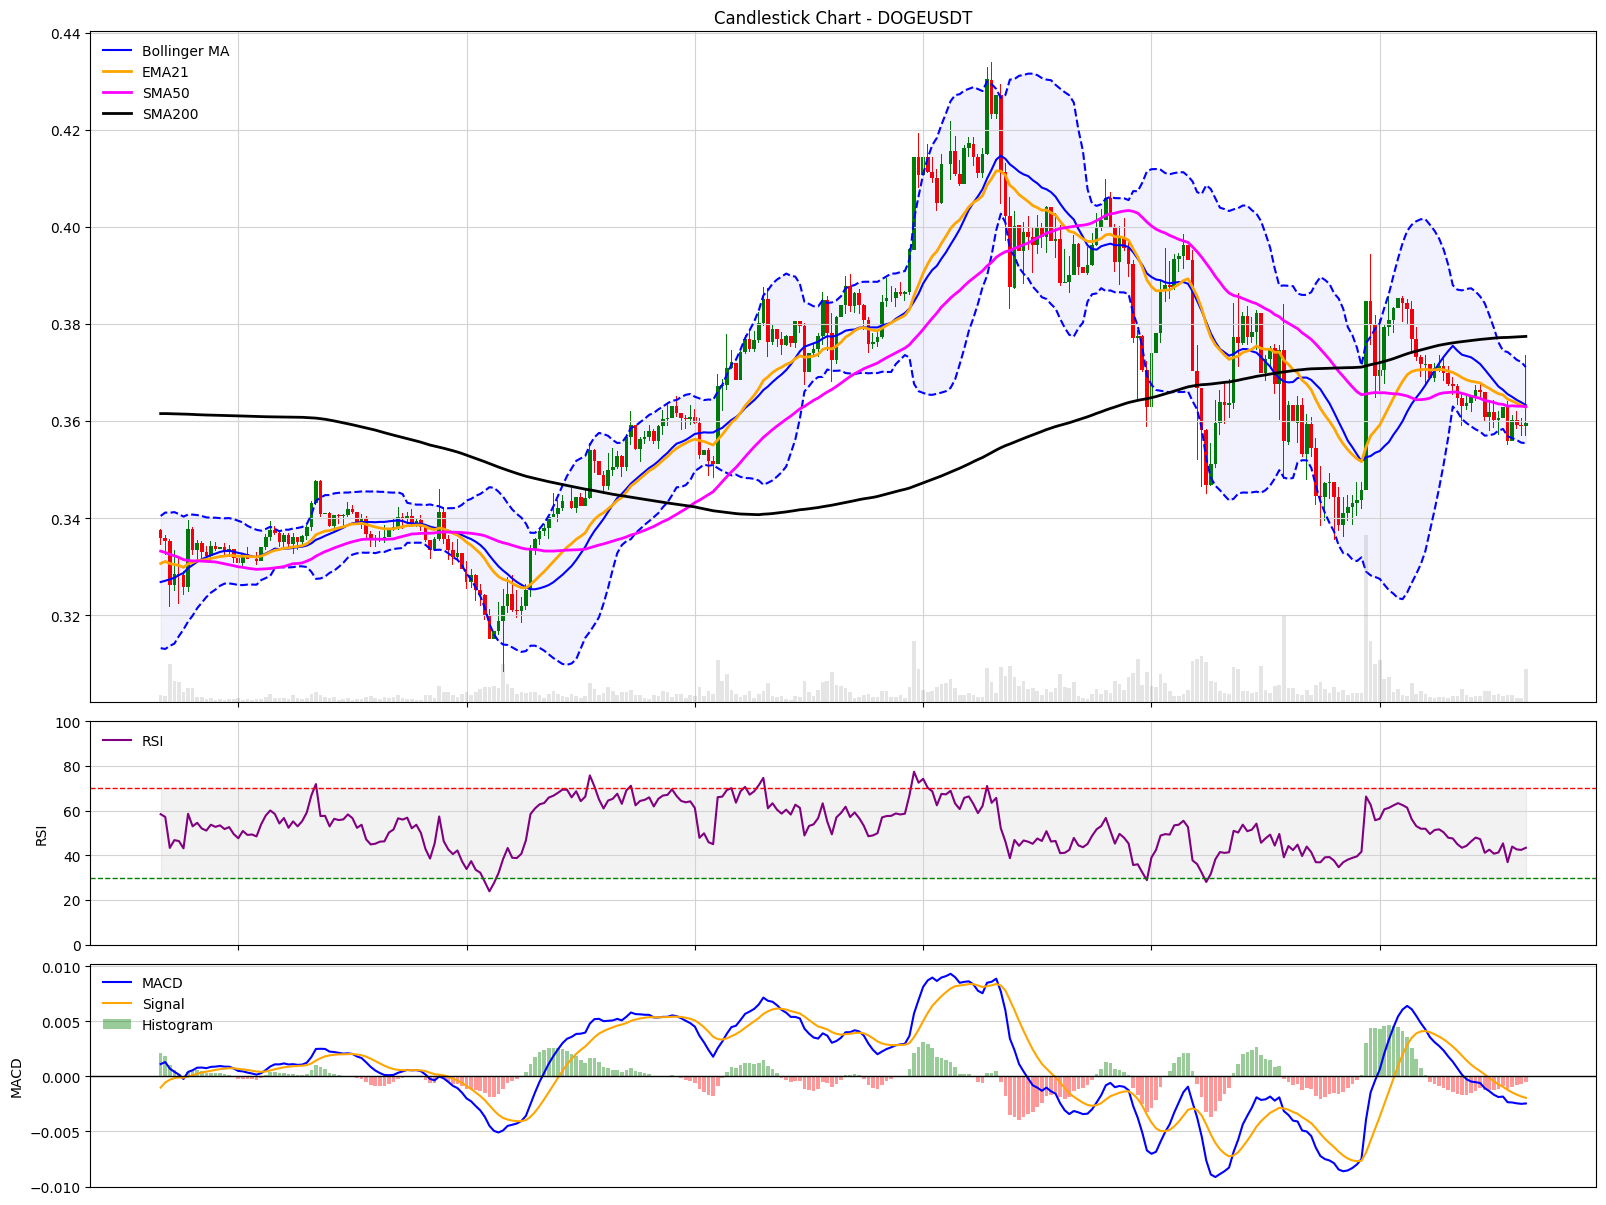 Candlestick Chart - DOGEUSDT
0.44
0.42
0.40
0.38
0.36
0.34
0.32
Bollinger MA
EMA21
SMA50
SMA200
100
80
60
40
20
0
RSI
RSI
0.010
0.005
0.000
−0.005
−0.010
MACD
MACD
Signal
Histogram